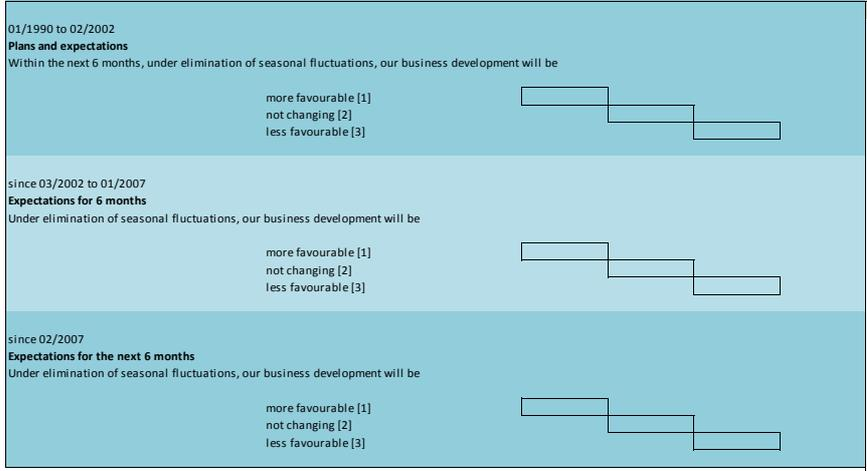 01/1990 to 02/2002
Plans and expectations
Within the next 6 months, under elimination of seasonal fluctuations, our business development will be
more favourable [1]
not changing [2]
less favourable [3]
since 03/2002 to 01/2007
Expectations for 6 months
Under elimination of seasonal fluctuations, our business development will be
more favourable [1]
not changing [2]
less favourable [3]
since 02/2007
Expectations for the next 6 months
Under elimination of seasonal fluctuations, our business development will be
more favourable [1]
not changing [2]
less favourable [3]